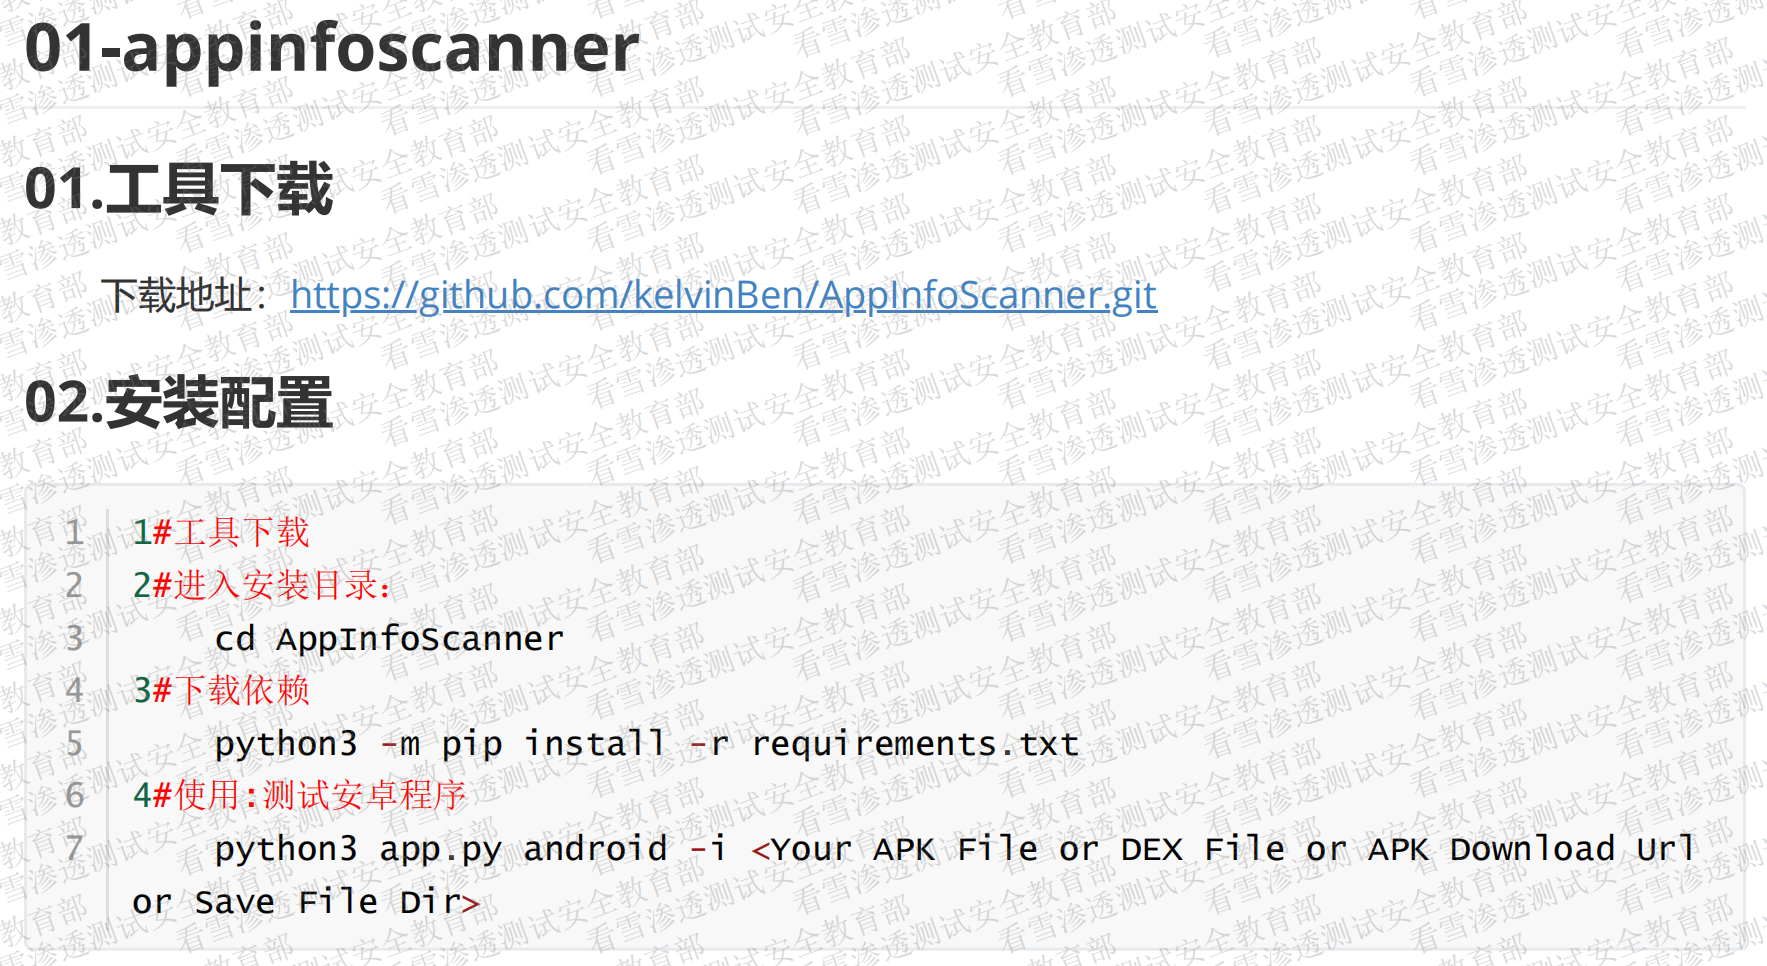 01-appinfoscanner
01.工具下载
下载地址：https://github.com/kelvinBen/AppInfoScanner.git
02.安装配置
1 1#工具下载
2 2#进入安装目录：
3 cd AppInfoScanner
4 3#下载依赖
5 python3 -m pip install -r requirements.txt
6 4#使用:测试安卓程序
7 python3 app.py android -i <Your APK File or DEX File or APK Download Url
or Save File Dir>
看雪渗透测试安全教育部